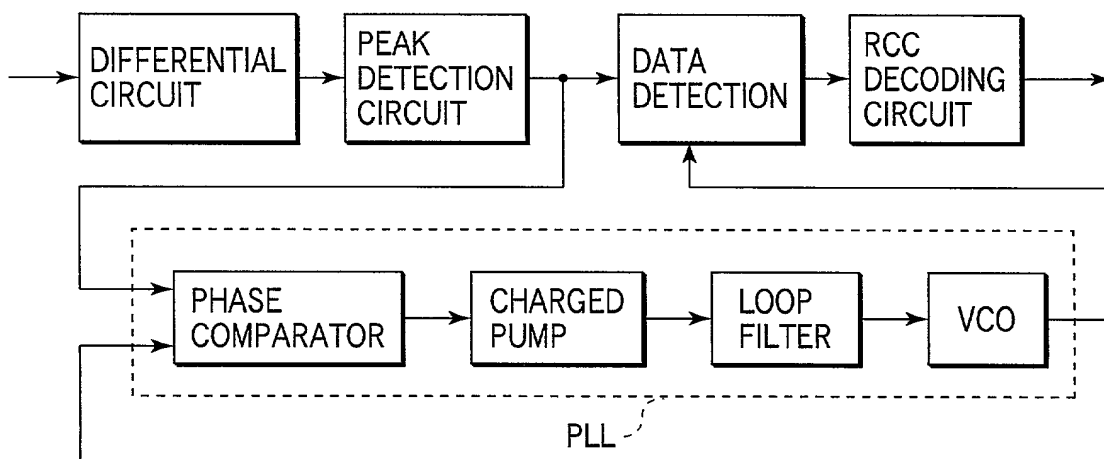 DIFFERENTIAL
CIRCUIT
PEAK
DETECTION
CIRCUIT
DATA
DETECTION
RCC
DECODING
CIRCUIT
PHASE
COMPARATOR
CHARGED
PUMP
LOOP
FILTER
VCO
PLL